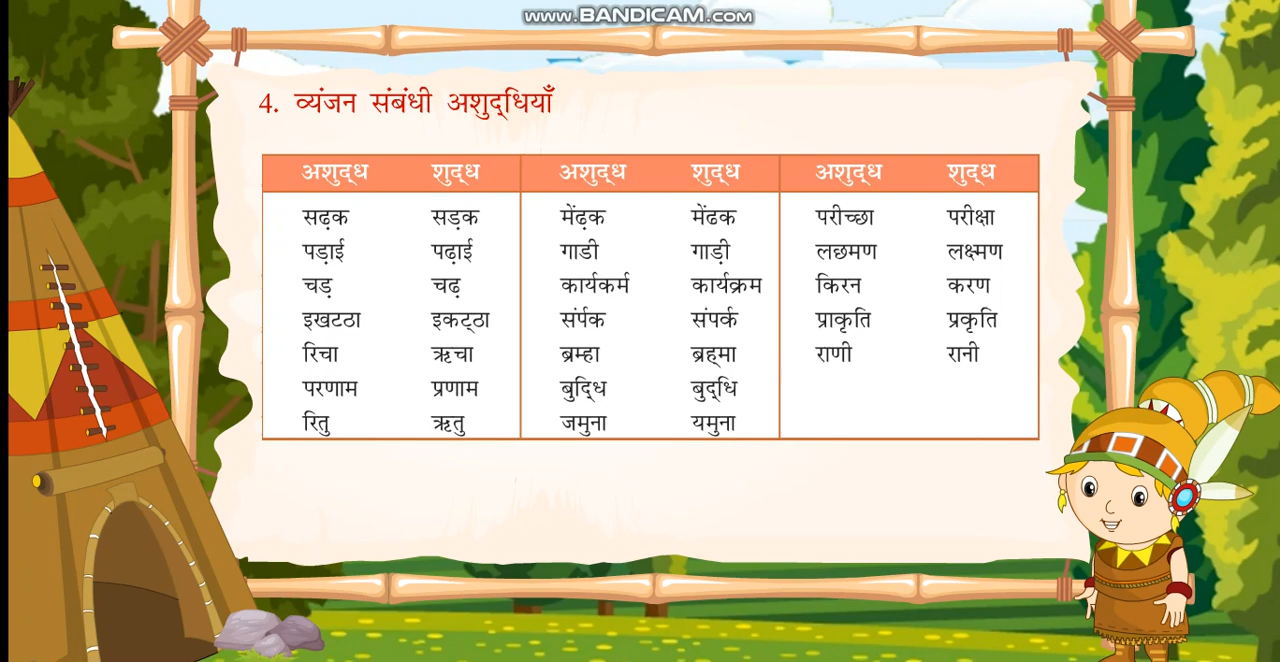 www.BANDICAM.com
4. व्यंजन संबंधी अशुद्धियाँ
अशुद्ध शुद्ध अशुद्ध शुद्ध अशुद्ध शुद्ध
सढ़क सड़क मेंढ़क मेंढक परीच्छा परीक्षा
पड़ाई पढ़ाई गाडी गाड़ी लछमण लक्ष्मण
चड़ चढ़ कार्यकर्म कार्यक्रम किरन करण
इखटठा इकट्ठा संर्पक संपर्क प्राकृति प्रकृति
रिचा ऋचा ब्रम्हा ब्रह्मा राणी रानी
परणाम प्रणाम बुद्धि बुद्धि
रितु ऋतु जमुना यमुना